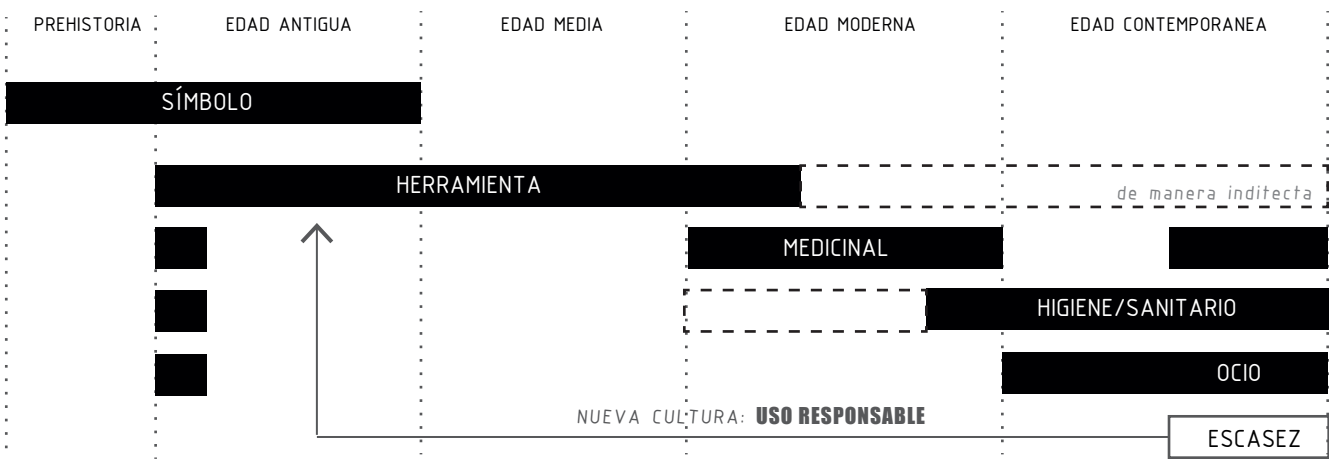 PREHISTORIA EDAD ANTIGUA EDAD MEDIA EDAD MODERNA EDAD CONTEMPORANEA
SÍMBOLO
HERRAMIENTA
de manera inditecta
MEDICINAL
HIGIENE/SANITARIO
OCIO
NUEVA CULTURA: USO RESPONSABLE
ESCASEZ